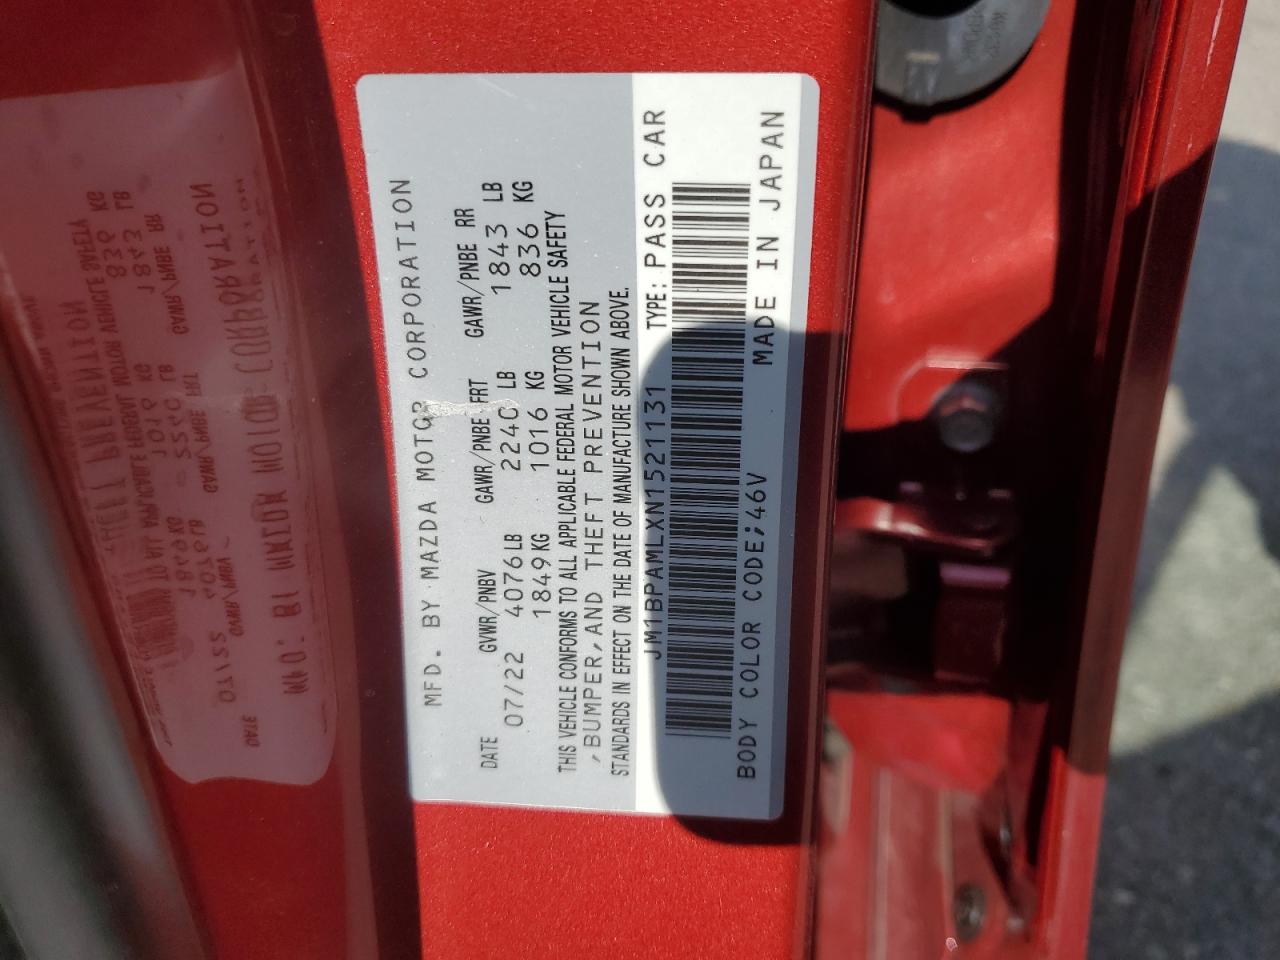 MFD. BY MAZDA MOTOR CORPORATION
DATE GVWR/PNBV GAWR/PNBE FRT GAWR/PNBE RR
07/22 4076LB 2240 LB 1843 LB
1849KG 1016 KG 836 KG
THIS VEHICLE CONFORMS TO ALL APPLICABLE FEDERAL MOTOR VEHICLE SAFETY
,BUMPER,AND THEFT PREVENTION
STANDARDS IN EFFECT ON THE DATE OF MANUFACTURE SHOWN ABOVE.
JM1BPAMLXN1521131 TYPE: PASS CAR
BODY COLOR CODE;46V MADE IN JAPAN